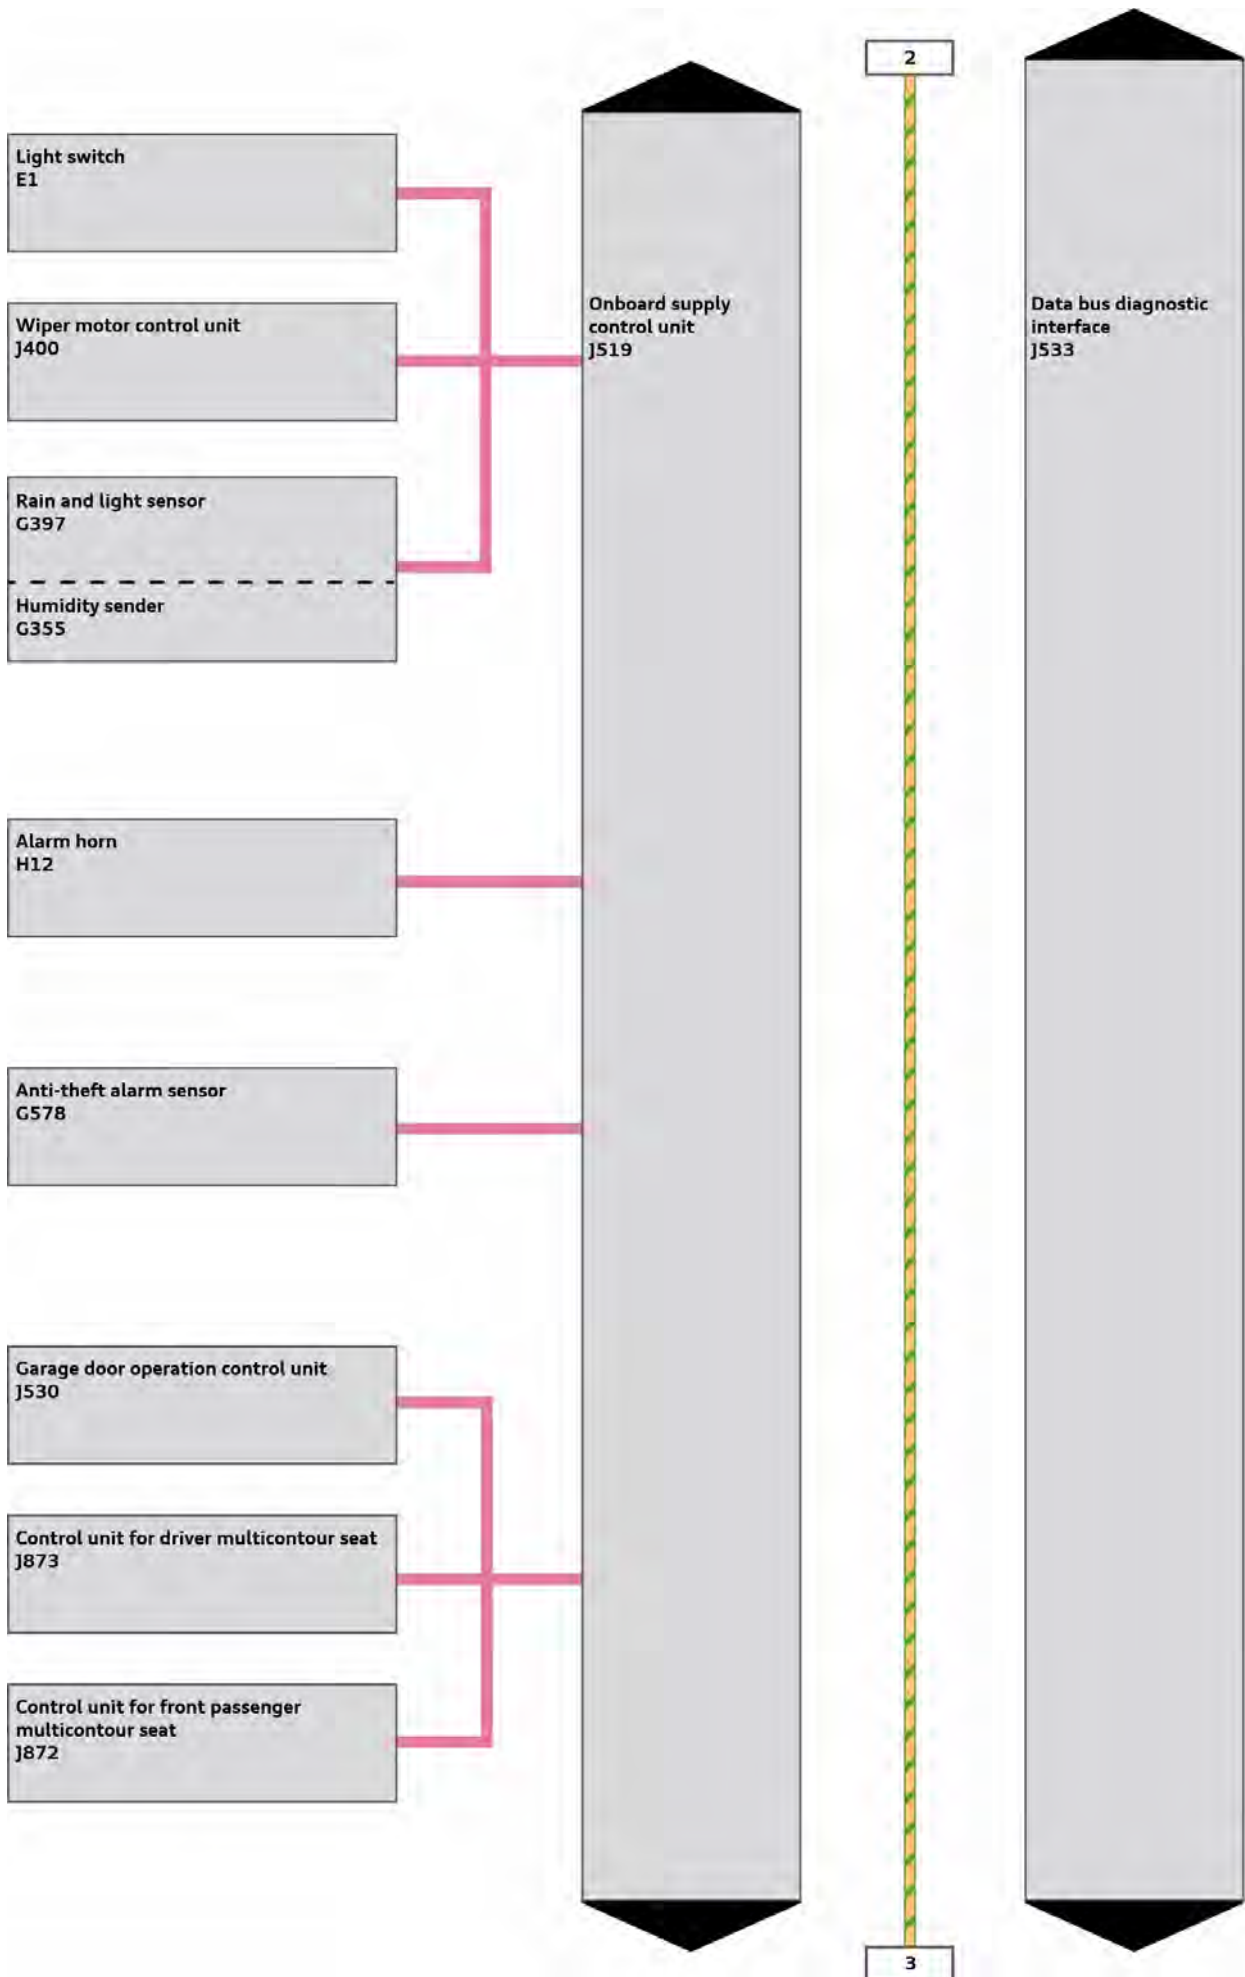 2
Light switch
E1
Wiper motor control unit
J400
Rain and light sensor
G397
Humidity sender
G355
Alarm horn
H12
Anti-theft alarm sensor
G578
Garage door operation control unit
J530
Control unit for driver multicontour seat
J873
Control unit for front passenger
multicontour seat
J872
Onboard supply
control unit
J519
Data bus diagnostic
interface
J533
3